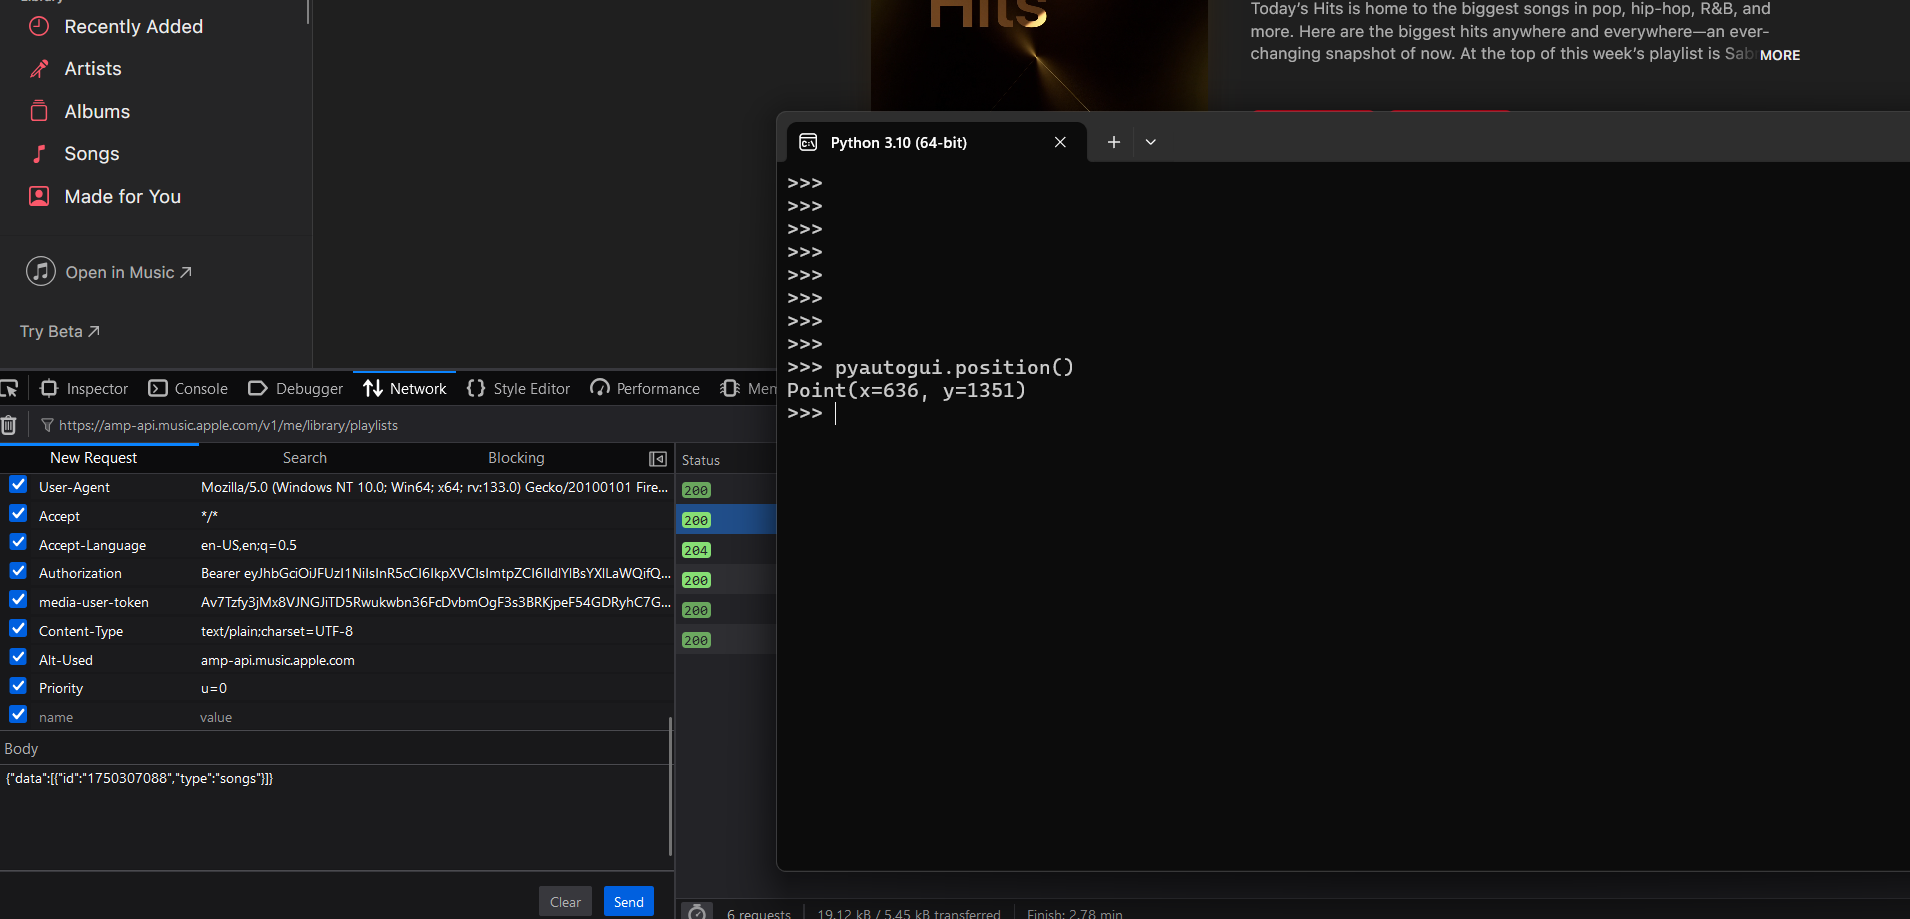 Library
Recently Added
Artists
Albums
Songs
Made for You
Open in Music
Try Beta
Hits
Today's Hits is home to the biggest songs in pop, hip-hop, R&B, and
more. Here are the biggest hits anywhere and everywhere—an ever-
changing snapshot of now. At the top of this week's playlist is Sab MORE
Python 3.10 (64-bit)
>>>
>>>
>>>
>>>
>>>
>>>
>>>
>>>
>>> pyautogui.position()
Point(x=636, y=1351)
>>>
Inspector Console Debugger Network Style Editor Performance Mem
https://amp-api.music.apple.com/v1/me/library/playlists
New Request Search Blocking
User-Agent Mozilla/5.0 (Windows NT 10.0; Win64; x64; rv:133.0) Gecko/20100101 Fire...
Accept */*
Accept-Language en-US,en;q=0.5
Authorization Bearer eyJhbGciOiJFUzI1NiIsInR5cCI6IkpXVCIsImtpZCI6IldlYlBsYXlLaWQifQ...
media-user-token Av7Tzfy3jMx8VJNGJiTD5Rwukwbn36FcDvbmOgF3s3BRKjpeF54GDRyhC7G...
Content-Type text/plain;charset=UTF-8
Alt-Used amp-api.music.apple.com
Priority u=0
name value
Body
{"data":[{"id":"1750307088","type":"songs"}]}
Clear Send
Status
200
200
204
200
200
200
6 requests 19.12 kB / 5.45 kB transferred Finish: 2.78 min